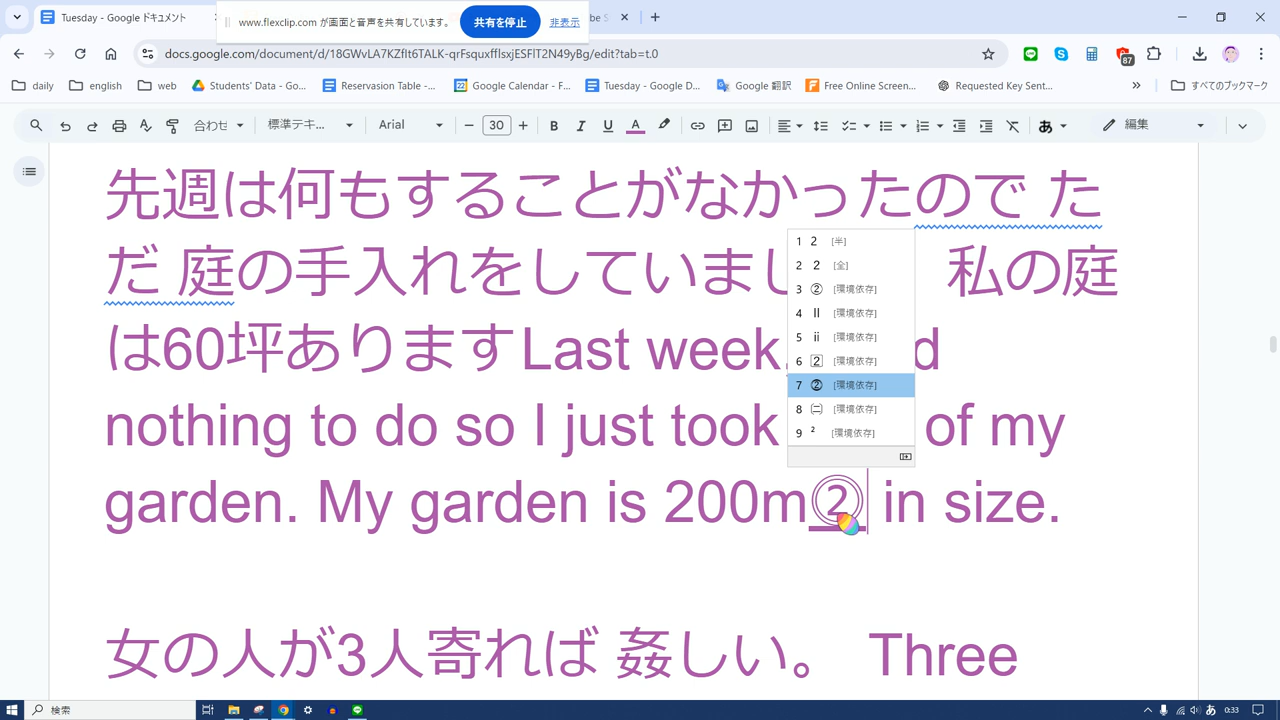 Tuesday - Google ドキュメント
www.flexclip.com が画面と音声を共有しています。 共有を停止 非表示
docs.google.com/document/d/18GWvLA7KZflt6TALK-qrFsquxfflsxjESFlT2N49yBg/edit?tab=t.0
87
daily english web Students' Data - Go... Reservasion Table -... Google Calendar - F... Tuesday - Google D... Google 翻訳 Free Online Screen... Requested Key Sent... » すべてのブックマーク
合わせ 標準テキ... Arial 30 B I U A あ 編集
先週は何もすることがなかったので た
だ 庭の手入れをしていまし 私の庭
は60坪ありますLast week, d
nothing to do so I just took of my
garden. My garden is 200m② in size.
女の人が3人寄れば 姦しい。 Three
1 2 [半]
2 2 [全]
3 ② [環境依存]
4 Ⅱ [環境依存]
5 ⅱ [環境依存]
6 2 [環境依存]
7 ② [環境依存]
8 ㈡ [環境依存]
9 ² [環境依存]
検索 あ 0:33